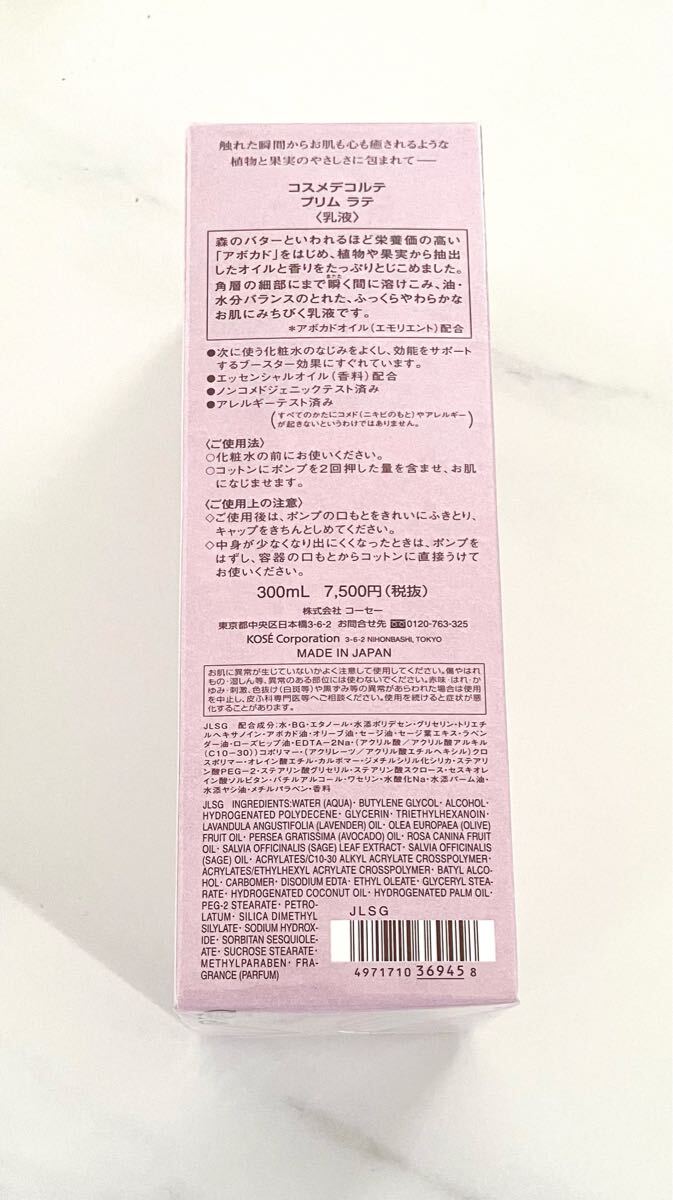 触れた瞬間からお肌も心も癒されるような
植物と果実のやさしさに包まれて──
コスメデコルテ
プリム ラテ
〈乳液〉
森のバターといわれるほど栄養価の高い
「アボカド」をはじめ、植物や果実から抽出
したオイルと香りをたっぷりとじこめました。
角層の細部にまで瞬く間に溶けこみ、油・
水分バランスのとれた、ふっくらやわらかな
お肌にみちびく乳液です。
*アボカドオイル(エモリエント)配合
●次に使う化粧水のなじみをよくし、効能をサポート
するブースター効果にすぐれています。
●エッセンシャルオイル(香料)配合
●ノンコメドジェニックテスト済み
●アレルギーテスト済み
(すべてのかたにコメド(ニキビのもと)やアレルギー
が起きないというわけではありません。)
〈ご使用法〉
○化粧水の前にお使いください。
○コットンにポンプを2回押した量を含ませ、お肌
になじませます。
〈ご使用上の注意〉
◇ご使用後は、ポンプの口もとをきれいにふきとり、
キャップをきちんとしめてください。
◇中身が少なくなり出にくくなったときは、ポンプを
はずし、容器の口もとからコットンに直接うけて
お使いください。
300mL 7,500円(税抜)
株式会社 コーセー
東京都中央区日本橋3-6-2 お問合せ先 0120-763-325
KOSÉ Corporation 3-6-2 NIHONBASHI, TOKYO
MADE IN JAPAN
お肌に異常が生じていないかよく注意して使用してください。傷やはれ
もの・湿しん等、異常のある部位には使わないでください。赤味・はれ・か
ゆみ・刺激、色抜け(白斑等)や黒ずみ等の異常があらわれた場合は使用
を中止し、皮ふ科専門医等へご相談ください。使用を続けると症状が悪
化することがあります。
JLSG 配合成分:水・BG・エタノール・水添ポリデセン・グリセリン・トリエチ
ルヘキサノイン・アボカド油・オリーブ油・セージ油・セージ葉エキス・ラベン
ダー油・ローズヒップ油・EDTA-2Na・(アクリル酸/アクリル酸アルキル
(C10-30))コポリマー・(アクリレーツ/アクリル酸エチルヘキシル)クロ
スポリマー・オレイン酸エチル・カルボマー・ジメチルシリル化シリカ・ステアリ
ン酸PEG-2・ステアリン酸グリセリル・ステアリン酸スクロース・セスキオレ
イン酸ソルビタン・バチルアルコール・ワセリン・水酸化Na・水添パーム油・
水添ヤシ油・メチルパラベン・香料
JLSG INGREDIENTS:WATER (AQUA)・BUTYLENE GLYCOL・ALCOHOL・
HYDROGENATED POLYDECENE・GLYCERIN・TRIETHYLHEXANOIN・
LAVANDULA ANGUSTIFOLIA (LAVENDER) OIL・OLEA EUROPAEA (OLIVE)
FRUIT OIL・PERSEA GRATISSIMA (AVOCADO) OIL・ROSA CANINA FRUIT
OIL・SALVIA OFFICINALIS (SAGE) LEAF EXTRACT・SALVIA OFFICINALIS
(SAGE) OIL・ACRYLATES/C10-30 ALKYL ACRYLATE CROSSPOLYMER・
ACRYLATES/ETHYLHEXYL ACRYLATE CROSSPOLYMER・BATYL ALCO-
HOL・CARBOMER・DISODIUM EDTA・ETHYL OLEATE・GLYCERYL STEA-
RATE・HYDROGENATED COCONUT OIL・HYDROGENATED PALM OIL・
PEG-2 STEARATE・PETRO-
LATUM・SILICA DIMETHYL
SILYLATE・SODIUM HYDROX-
IDE・SORBITAN SESQUIOLE-
ATE・SUCROSE STEARATE・
METHYLPARABEN・FRA-
GRANCE (PARFUM)
JLSG
4971710 36945 8